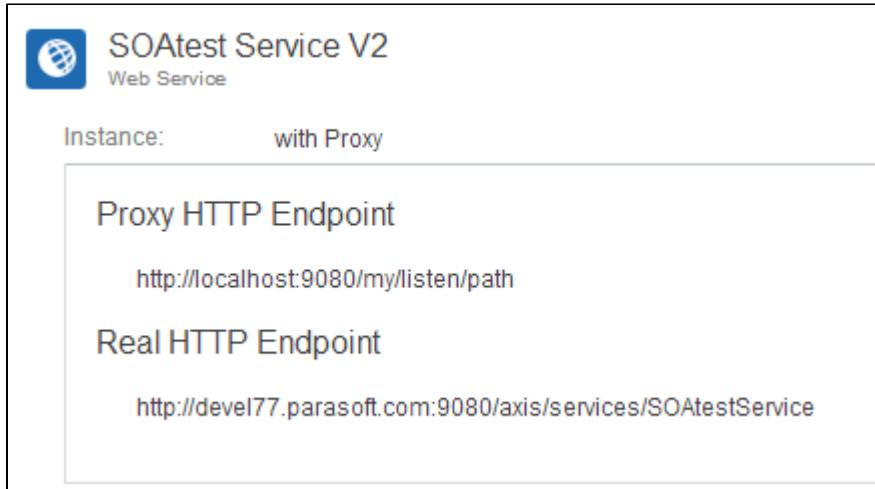 SOAtest Service V2
Web Service
Instance: with Proxy
Proxy HTTP Endpoint
http://localhost:9080/my/listen/path
Real HTTP Endpoint
http://devel77.parasoft.com:9080/axis/services/SOAtestService